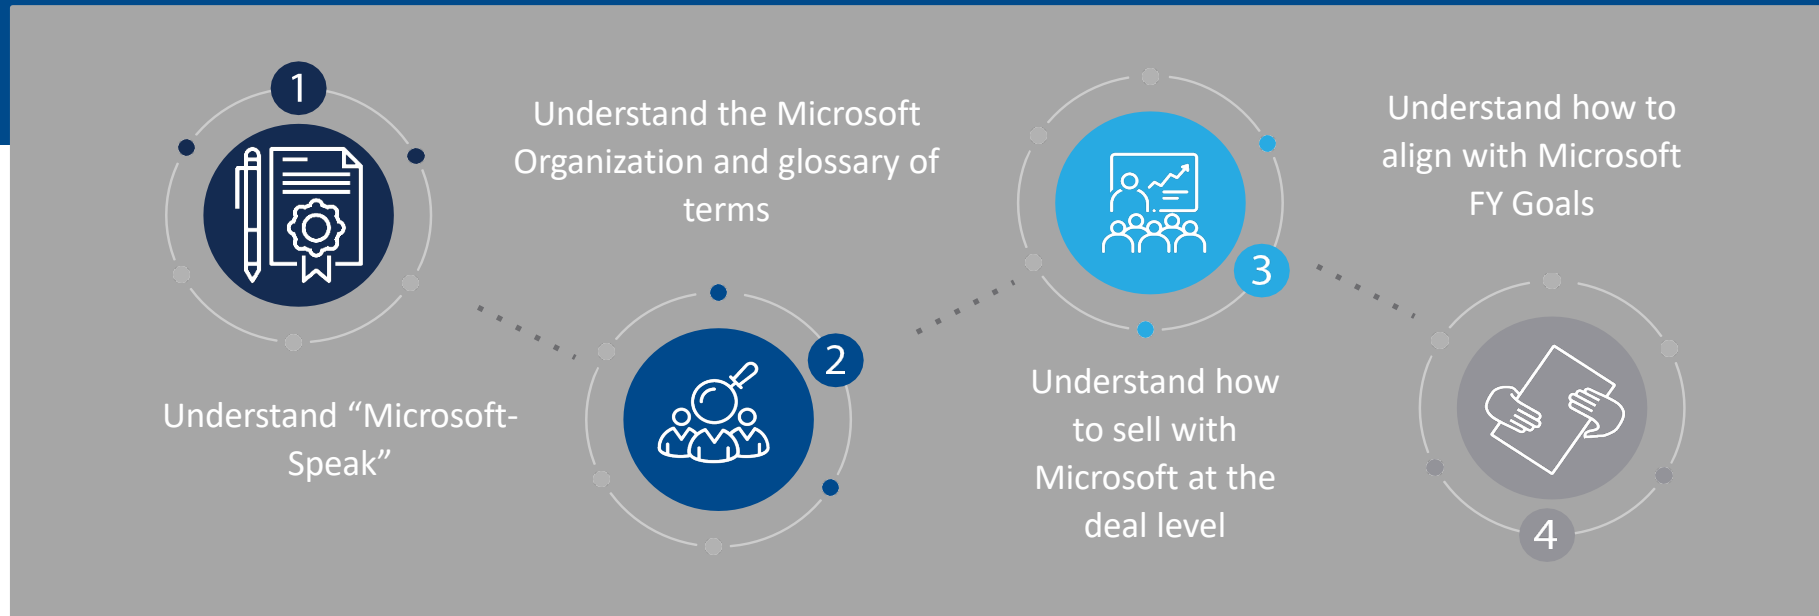 1
Understand “Microsoft-
Speak”
Understand the Microsoft
Organization and glossary of
terms
2
3
Understand how
to sell with
Microsoft at the
deal level
Understand how to
align with Microsoft
FY Goals
4